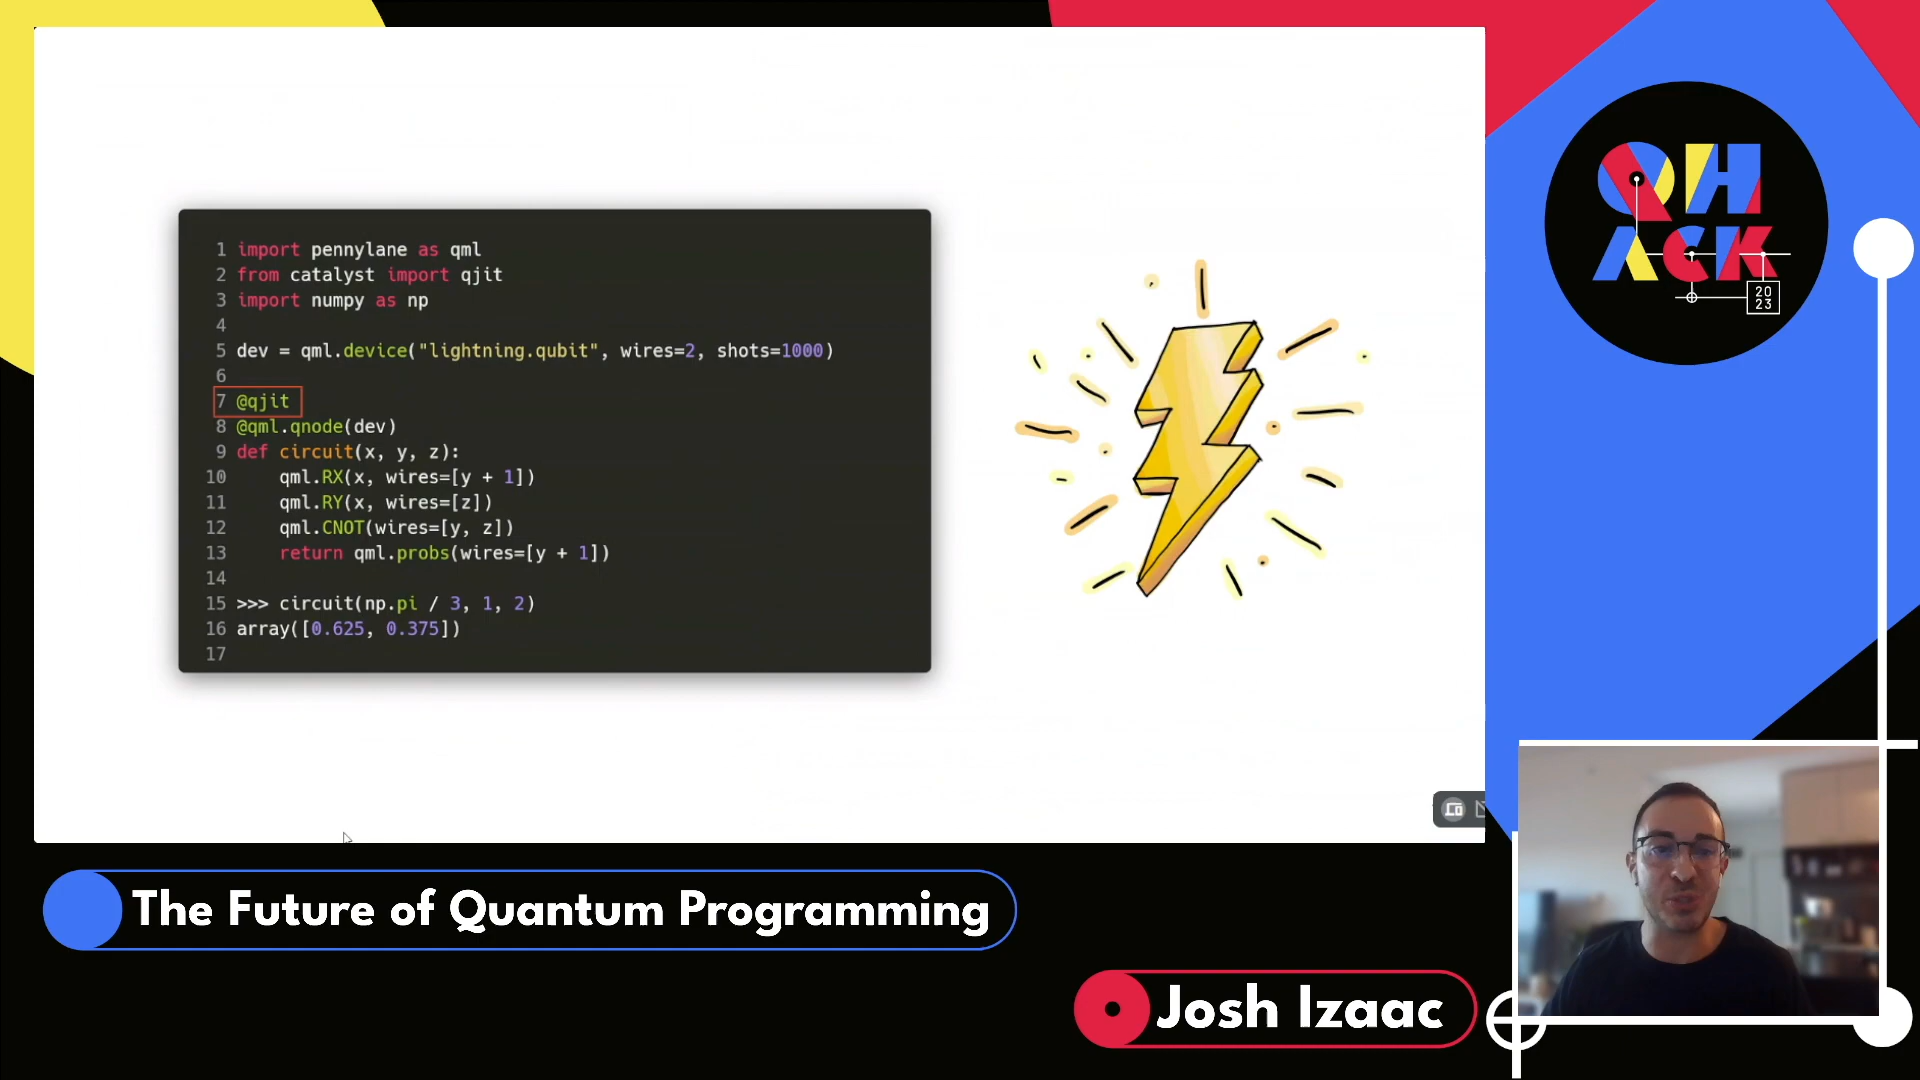 1 import pennylane as qml
2 from catalyst import qjit
3 import numpy as np
4
5 dev = qml.device("lightning.qubit", wires=2, shots=1000)
6
7 @qjit
8 @qml.qnode(dev)
9 def circuit(x, y, z):
10 qml.RX(x, wires=[y + 1])
11 qml.RY(x, wires=[z])
12 qml.CNOT(wires=[y, z])
13 return qml.probs(wires=[y + 1])
14
15 >>> circuit(np.pi / 3, 1, 2)
16 array([0.625, 0.375])
17
QH
ACK
20
23
The Future of Quantum Programming
Josh Izaac